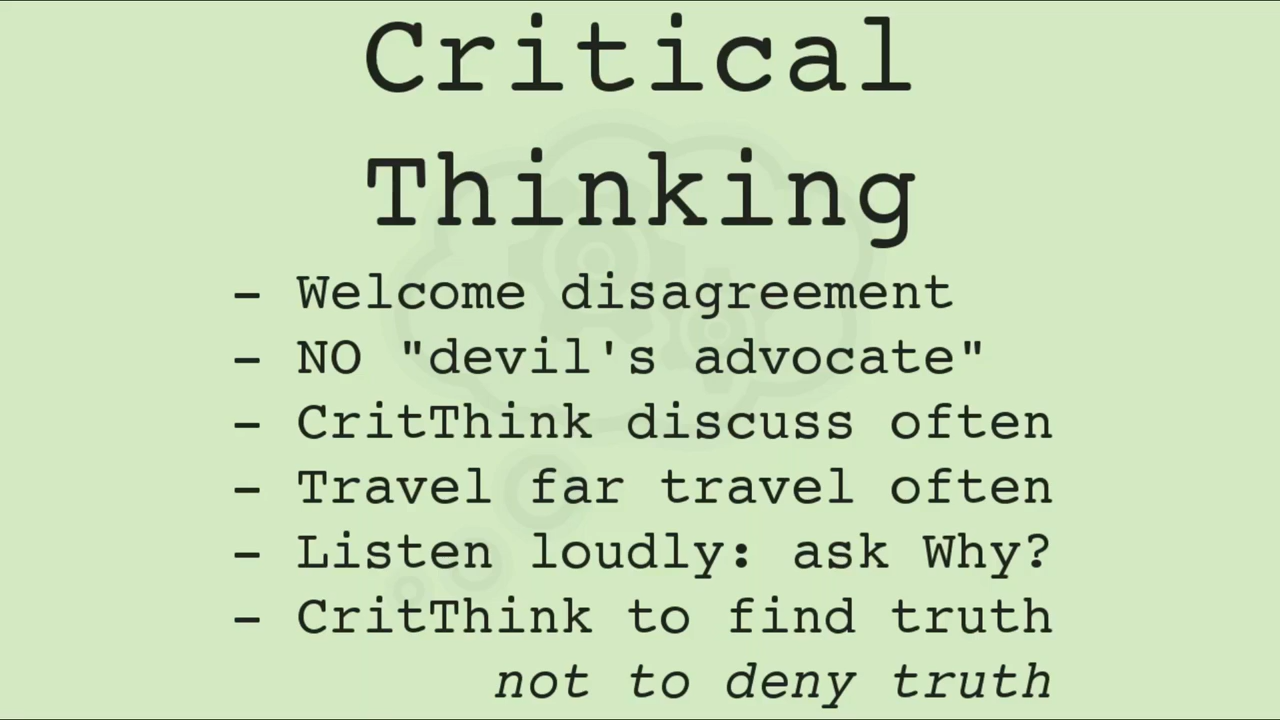 Critical
Thinking
- Welcome disagreement
- NO "devil's advocate"
- CritThink discuss often
- Travel far travel often
- Listen loudly: ask Why?
- CritThink to find truth
not to deny truth